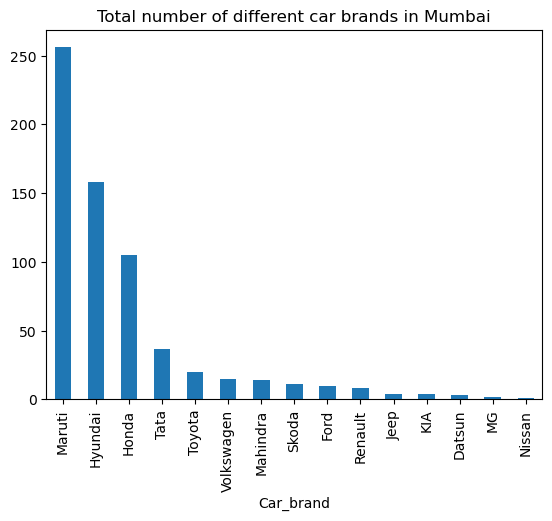 Total number of different car brands in Mumbai
250
200
150
100
50
0
Maruti
Hyundai
Honda
Tata
Toyota
Volkswagen
Mahindra
Skoda
Ford
Renault
Jeep
KIA
Datsun
MG
Nissan
Car_brand